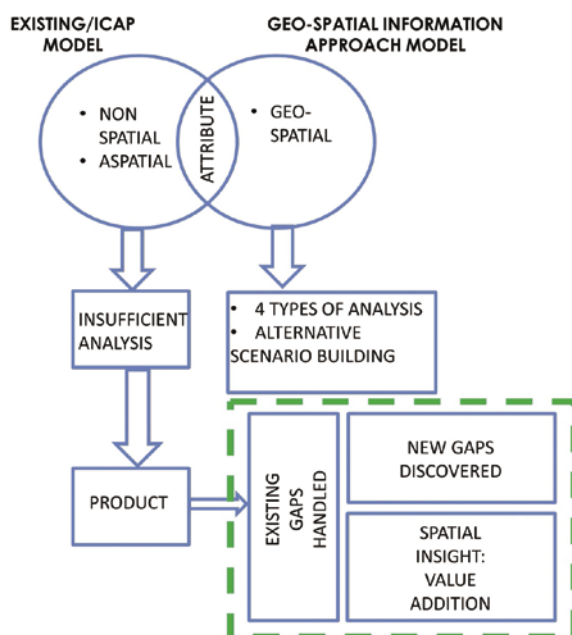 EXISTING/ICAP
MODEL
GEO-SPATIAL INFORMATION
APPROACH MODEL
• NON
SPATIAL
• ASPATIAL
ATTRIBUTE
• GEO-
SPATIAL
INSUFFICIENT
ANALYSIS
• 4 TYPES OF ANALYSIS
• ALTERNATIVE
SCENARIO BUILDING
PRODUCT
EXISTING
GAPS
HANDLED
NEW GAPS
DISCOVERED
SPATIAL
INSIGHT:
VALUE
ADDITION